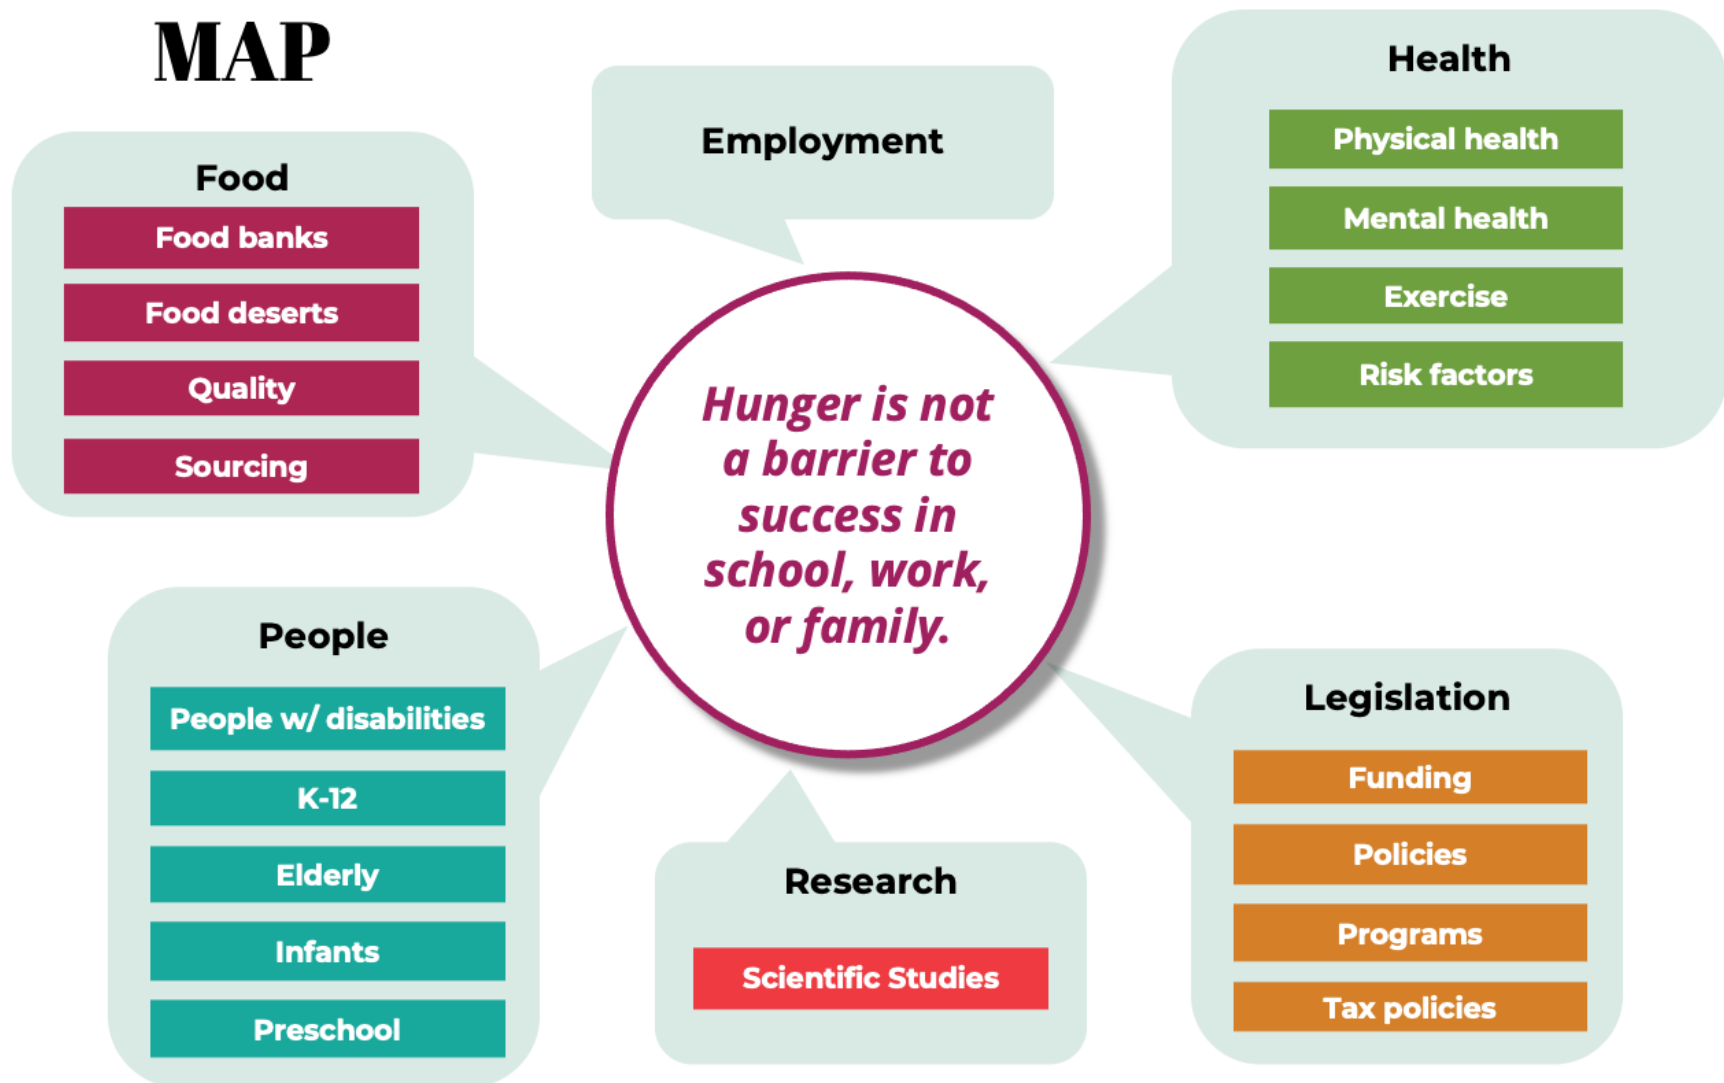 MAP
Food
Food banks
Food deserts
Quality
Sourcing
Employment
Health
Physical health
Mental health
Exercise
Risk factors
Hunger is not
a barrier to
success in
school, work,
or family.
People
People w/ disabilities
K-12
Elderly
Infants
Preschool
Research
Scientific Studies
Legislation
Funding
Policies
Programs
Tax policies